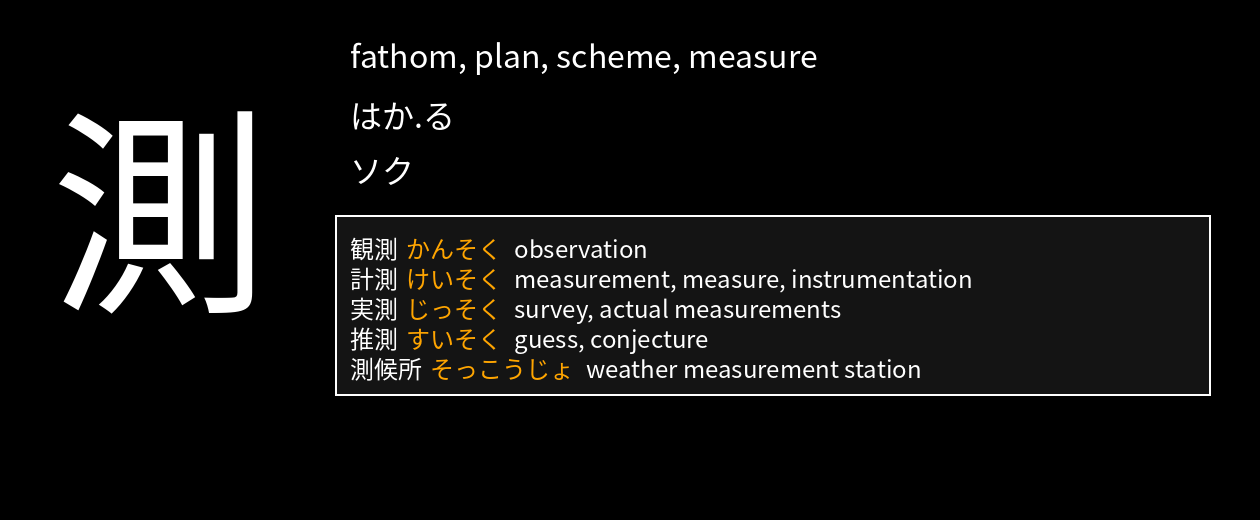 測
fathom, plan, scheme, measure
はか.る
ソク
観測 かんそく observation
計測 けいそく measurement, measure, instrumentation
実測 じっそく survey, actual measurements
推測 すいそく guess, conjecture
測候所 そっこうじょ weather measurement station